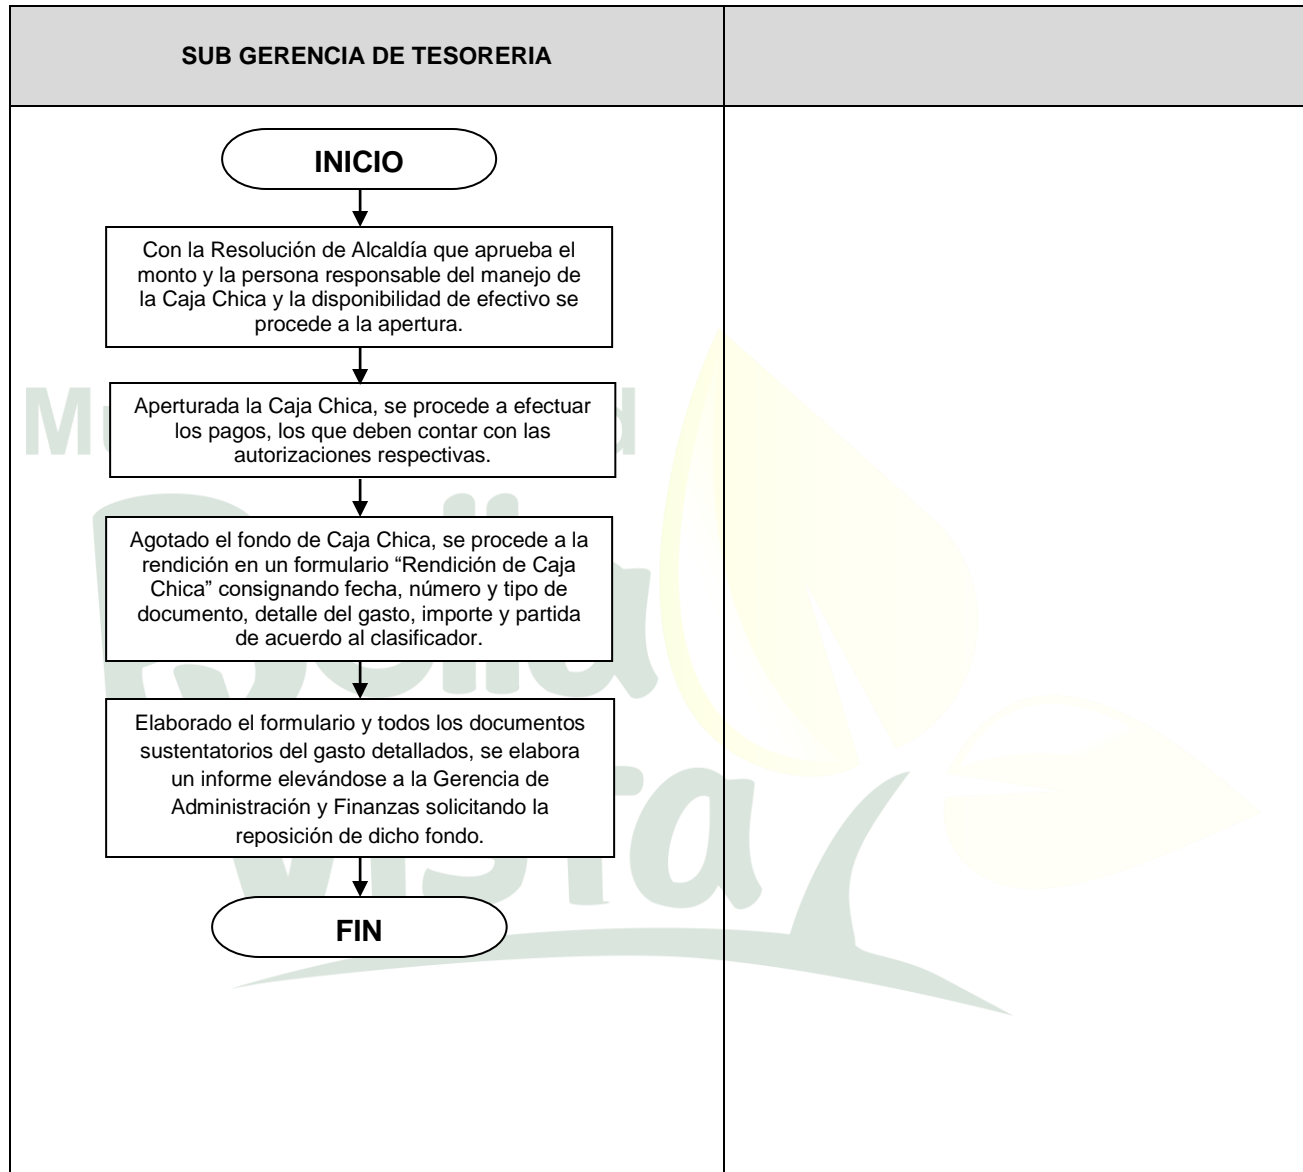 SUB GERENCIA DE TESORERIA
INICIO
Con la Resolución de Alcaldía que aprueba el
monto y la persona responsable del manejo de
la Caja Chica y la disponibilidad de efectivo se
procede a la apertura.
Aperturada la Caja Chica, se procede a efectuar
los pagos, los que deben contar con las
autorizaciones respectivas.
Agotado el fondo de Caja Chica, se procede a la
rendición en un formulario “Rendición de Caja
Chica” consignando fecha, número y tipo de
documento, detalle del gasto, importe y partida
de acuerdo al clasificador.
Elaborado el formulario y todos los documentos
sustentatorios del gasto detallados, se elabora
un informe elevándose a la Gerencia de
Administración y Finanzas solicitando la
reposición de dicho fondo.
FIN
Bella
Vista